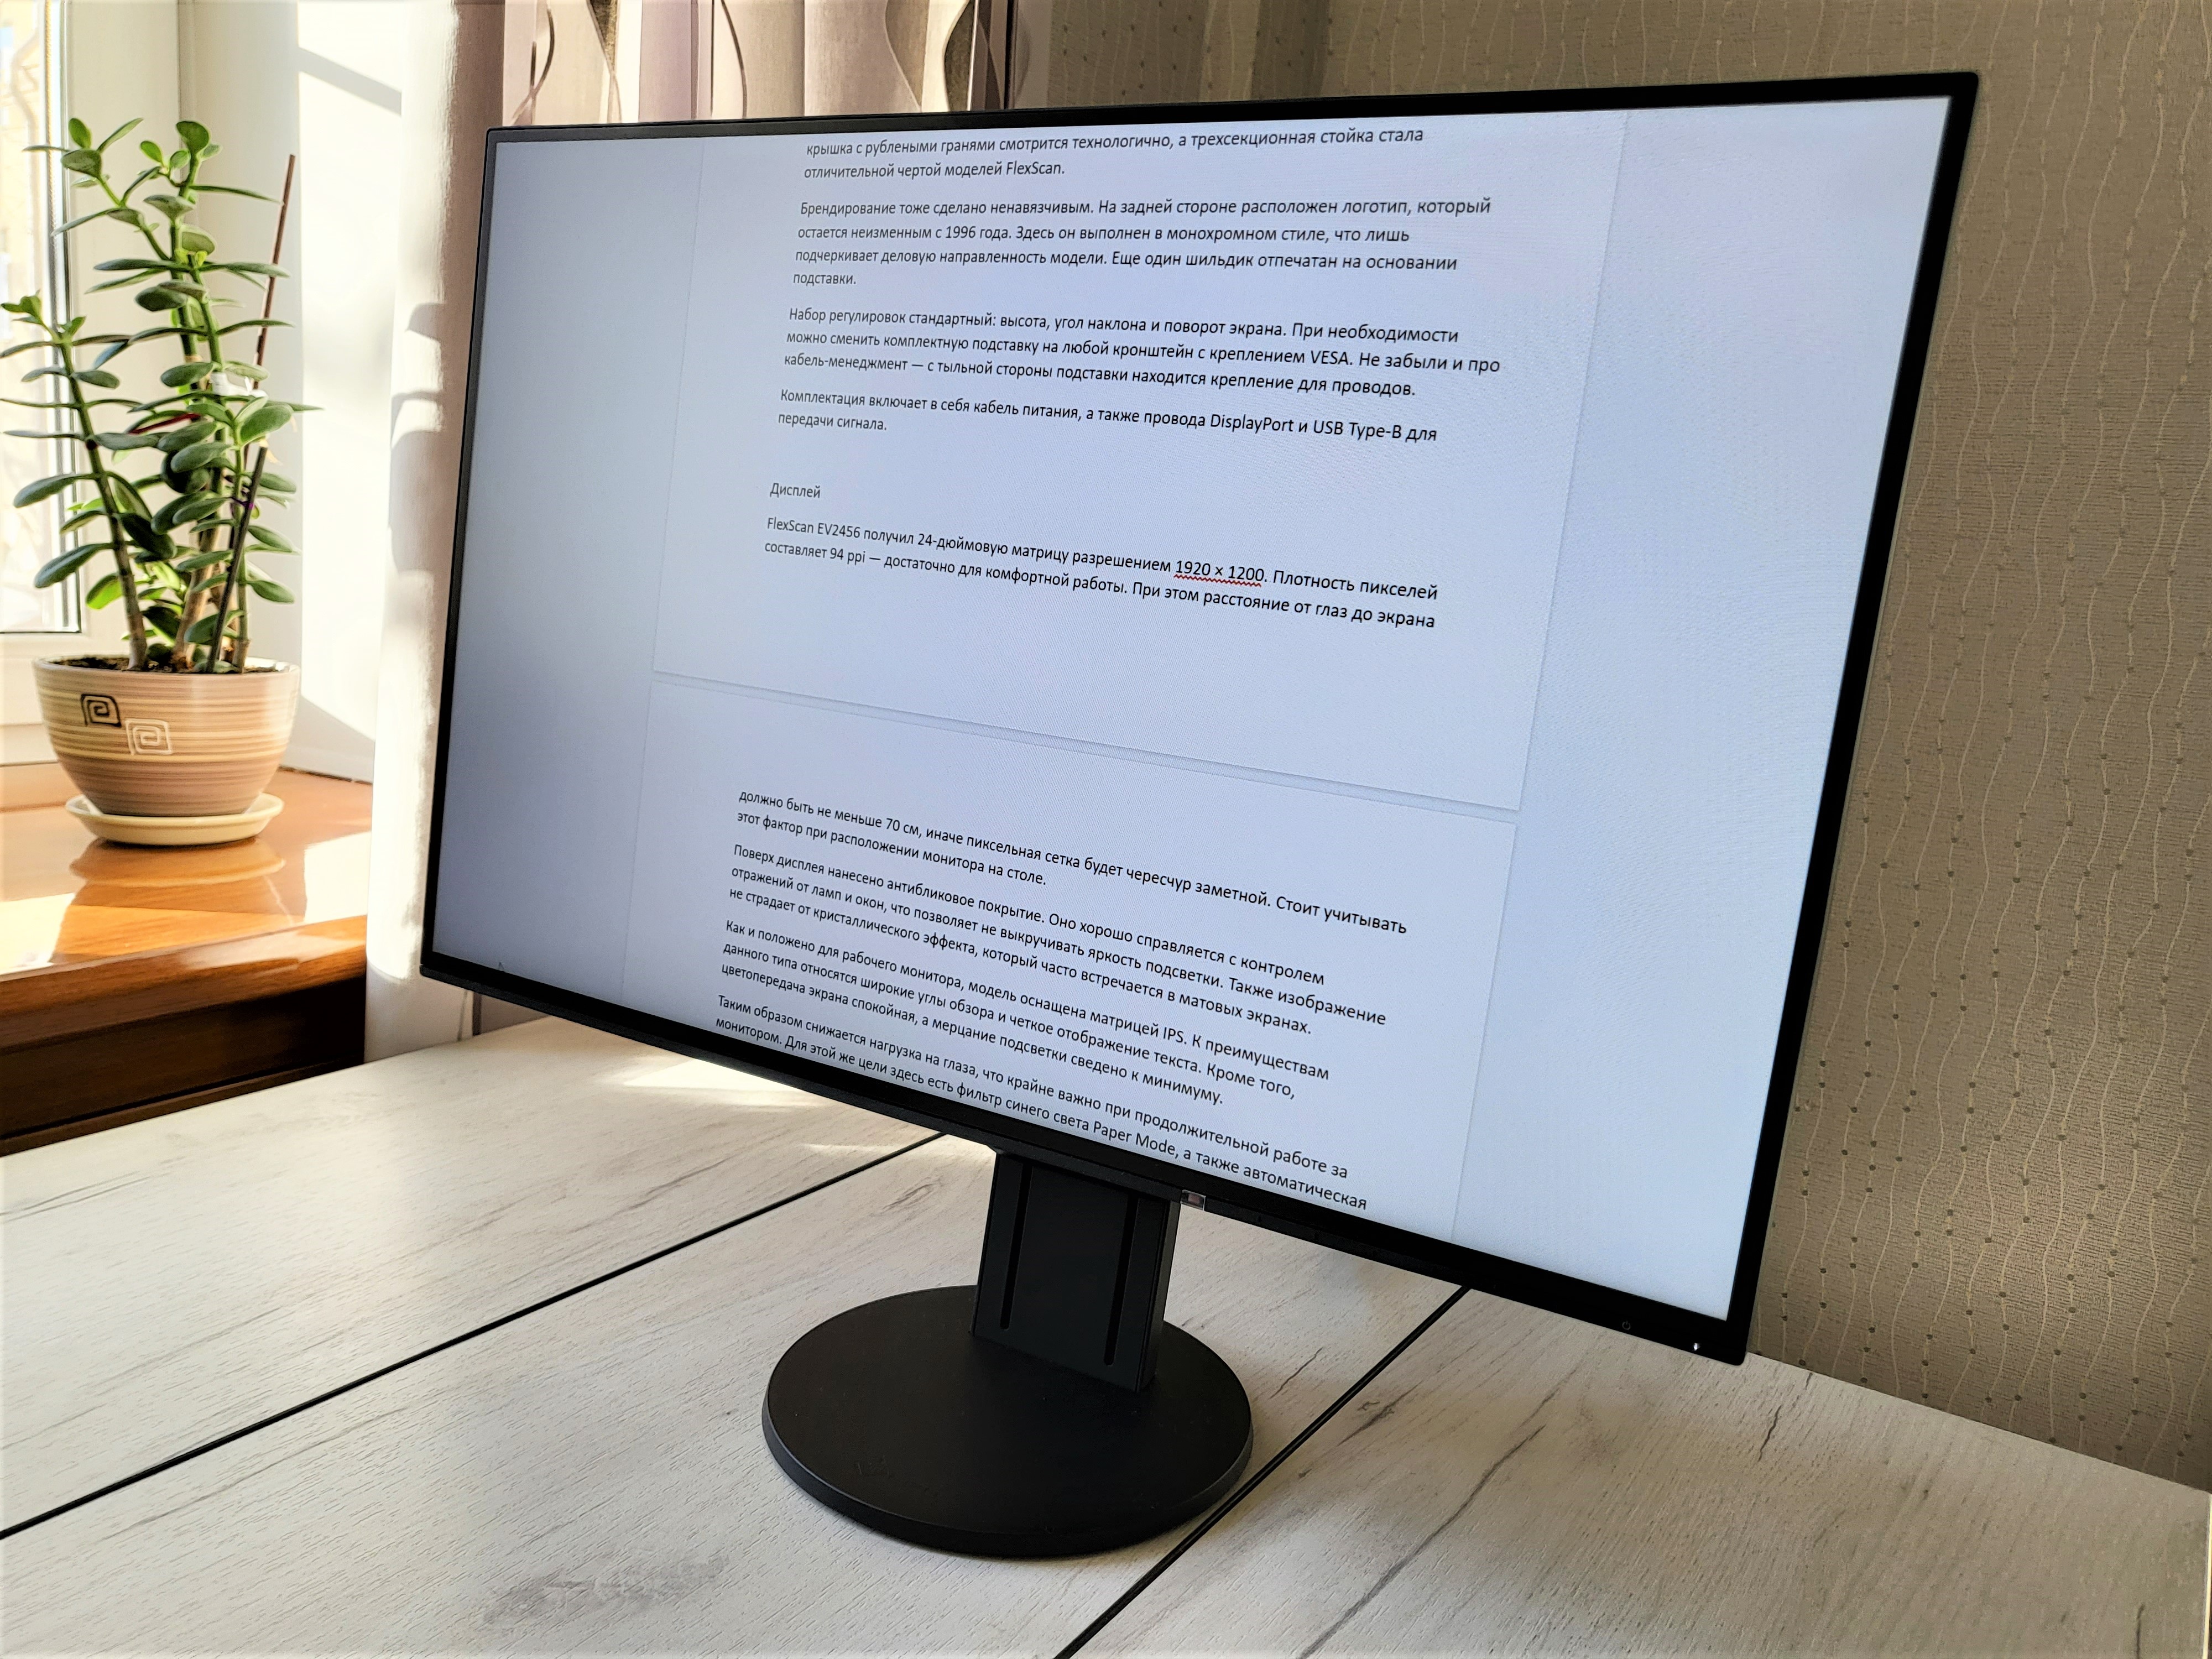 крышка с рублеными гранями смотрится технологично, а трехсекционная стойка стала
отличительной чертой моделей FlexScan.
Брендирование тоже сделано ненавязчивым. На задней стороне расположен логотип, который
остается неизменным с 1996 года. Здесь он выполнен в монохромном стиле, что лишь
подчеркивает деловую направленность модели. Еще один шильдик отпечатан на основании
подставки.
Набор регулировок стандартный: высота, угол наклона и поворот экрана. При необходимости
можно сменить комплектную подставку на любой кронштейн с креплением VESA. Не забыли и про
кабель-менеджмент — с тыльной стороны подставки находится крепление для проводов.
Комплектация включает в себя кабель питания, а также провода DisplayPort и USB Type-B для
передачи сигнала.
Дисплей
FlexScan EV2456 получил 24-дюймовую матрицу разрешением 1920 × 1200. Плотность пикселей
составляет 94 ppi — достаточно для комфортной работы. При этом расстояние от глаз до экрана
должно быть не меньше 70 см, иначе пиксельная сетка будет чересчур заметной. Стоит учитывать
этот фактор при расположении монитора на столе.
Поверх дисплея нанесено антибликовое покрытие. Оно хорошо справляется с контролем
отражений от ламп и окон, что позволяет не выкручивать яркость подсветки. Также изображение
не страдает от кристаллического эффекта, который часто встречается в матовых экранах.
Как и положено для рабочего монитора, модель оснащена матрицей IPS. К преимуществам
данного типа относятся широкие углы обзора и четкое отображение текста. Кроме того,
цветопередача экрана спокойная, а мерцание подсветки сведено к минимуму.
Таким образом снижается нагрузка на глаза, что крайне важно при продолжительной работе за
монитором. Для этой же цели здесь есть фильтр синего света Paper Mode, а также автоматическая